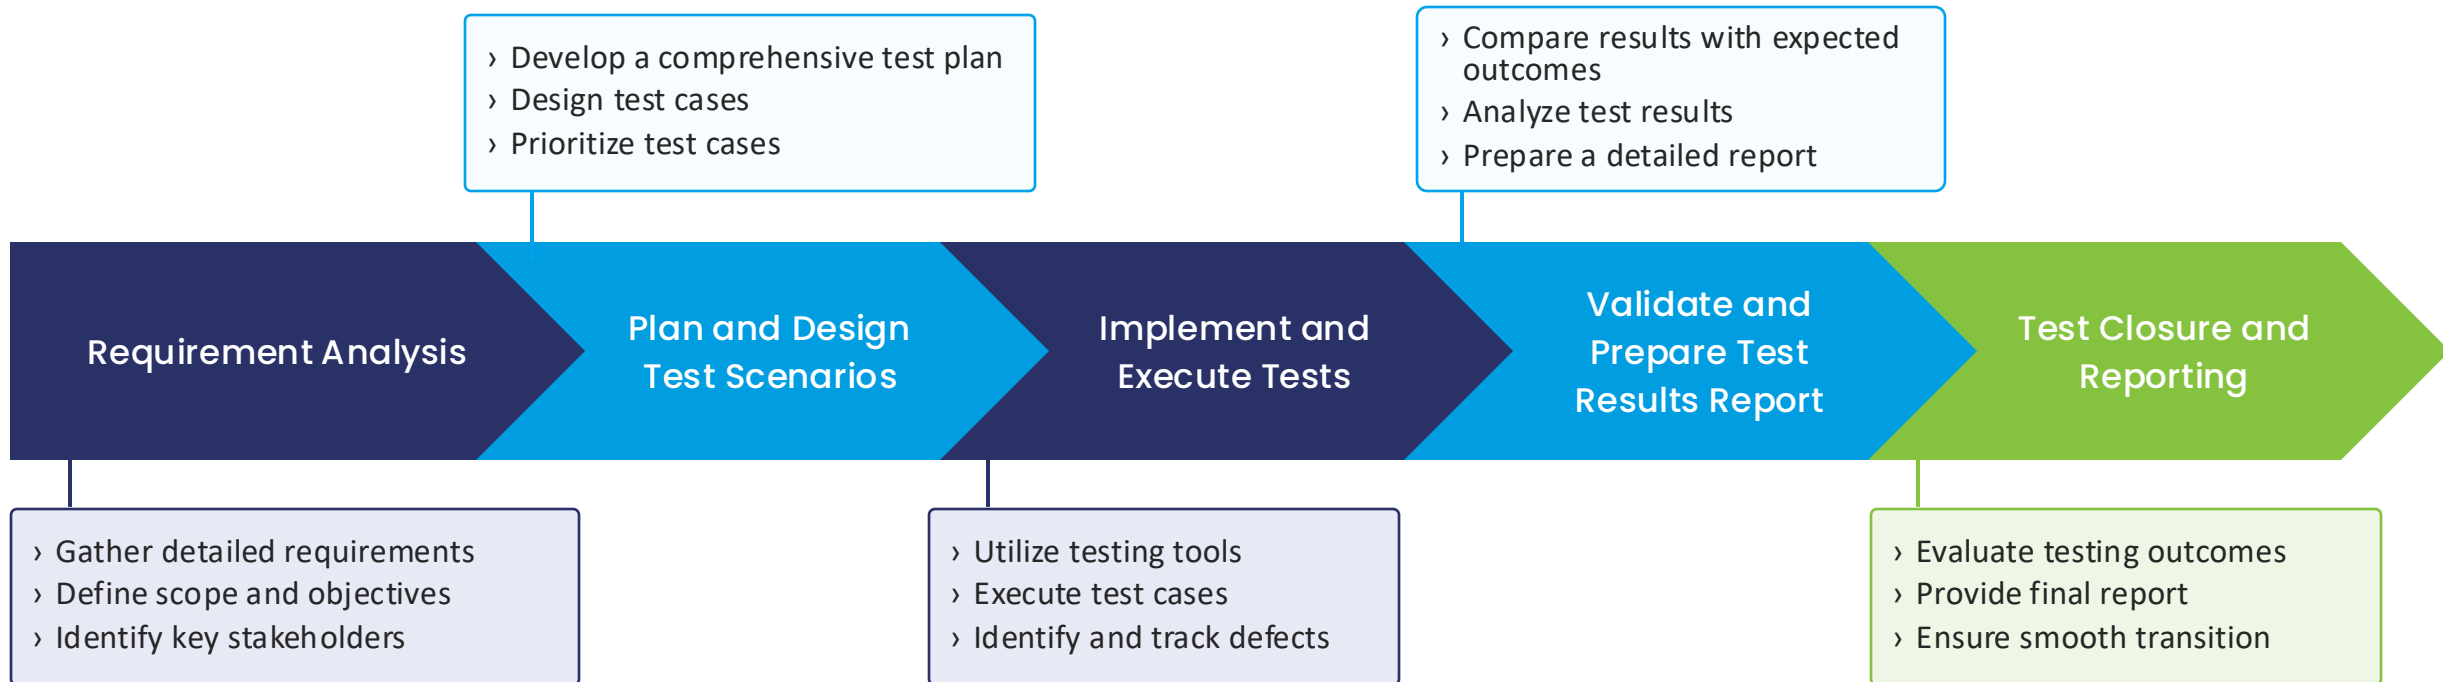 › Develop a comprehensive test plan
› Design test cases
› Prioritize test cases
› Compare results with expected
outcomes
› Analyze test results
› Prepare a detailed report
Requirement Analysis
Plan and Design
Test Scenarios
Implement and
Execute Tests
Validate and
Prepare Test
Results Report
Test Closure and
Reporting
› Gather detailed requirements
› Define scope and objectives
› Identify key stakeholders
› Utilize testing tools
› Execute test cases
› Identify and track defects
› Evaluate testing outcomes
› Provide final report
› Ensure smooth transition